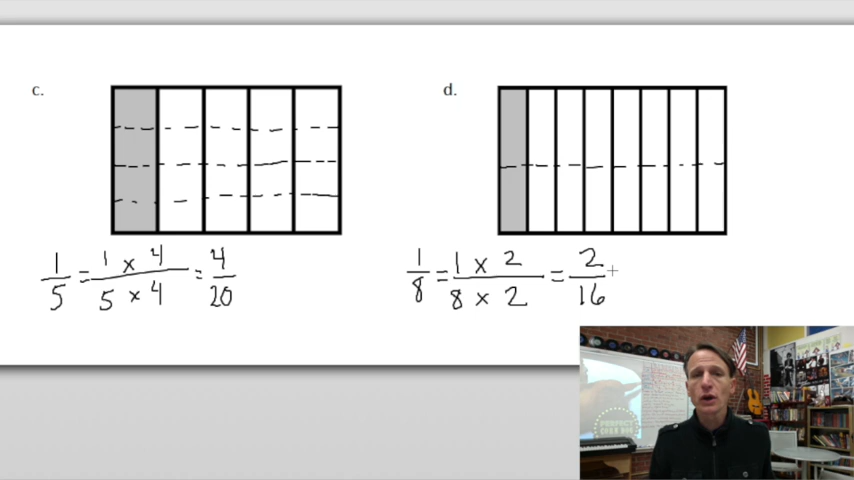 c.
1/5 = 1 x 4 / 5 x 4 = 4/20
d.
1/8 = 1 x 2 / 8 x 2 = 2/16